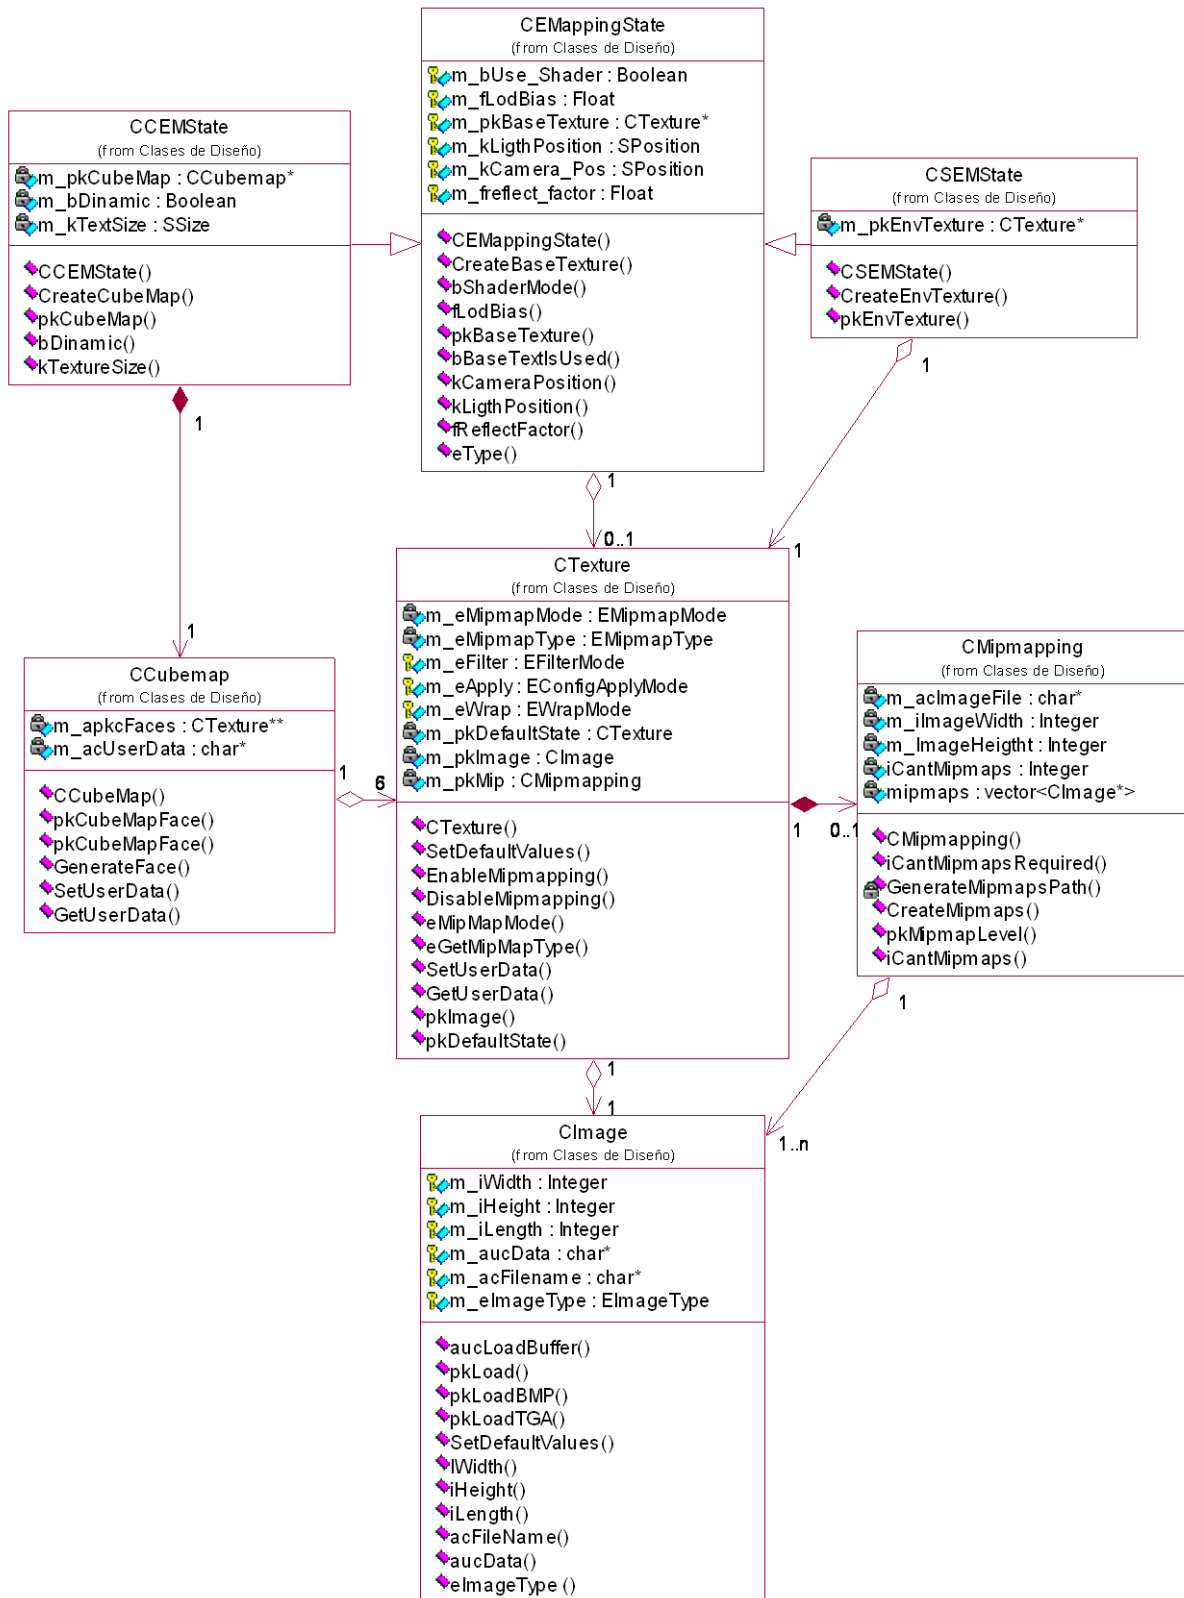 CEMappingState
(from Clases de Diseño)
m_bUse_Shader : Boolean
m_fLodBias : Float
m_pkBaseTexture : CTexture*
m_kLigthPosition : SPosition
m_kCamera_Pos : SPosition
m_freflect_factor : Float
CEMappingState()
CreateBaseTexture()
bShaderMode()
fLodBias()
pkBaseTexture()
bBaseTextIsUsed()
kCameraPosition()
kLigthPosition()
fReflectFactor()
eType()
CCEMState
(from Clases de Diseño)
m_pkCubeMap : CCubemap*
m_bDinamic : Boolean
m_kTextSize : SSize
CCEMState()
CreateCubeMap()
pkCubeMap()
bDinamic()
kTextureSize()
CSEMState
(from Clases de Diseño)
m_pkEnvTexture : CTexture*
CSEMState()
CreateEnvTexture()
pkEnvTexture()
1
1
1
0..1
1
1
CTexture
(from Clases de Diseño)
m_eMipmapMode : EMipmapMode
m_eMipmapType : EMipmapType
m_eFilter : EFilterMode
m_eApply : EConfigApplyMode
m_eWrap : EWrapMode
m_pkDefaultState : CTexture
m_pkImage : CImage
m_pkMip : CMipmapping
CTexture()
SetDefaultValues()
EnableMipmapping()
DisableMipmapping()
eMipMapMode()
eGetMipMapType()
SetUserData()
GetUserData()
pkImage()
pkDefaultState()
CCubemap
(from Clases de Diseño)
m_apkcFaces : CTexture**
m_acUserData : char*
CCubeMap()
pkCubeMapFace()
pkCubeMapFace()
GenerateFace()
SetUserData()
GetUserData()
1
6
CMipmapping
(from Clases de Diseño)
m_acImageFile : char*
m_iImageWidth : Integer
m_ImageHeigtht : Integer
iCantMipmaps : Integer
mipmaps : vector<CImage*>
CMipmapping()
iCantMipmapsRequired()
GenerateMipmapsPath()
CreateMipmaps()
pkMipmapLevel()
iCantMipmaps()
1
0..1
1
1
1
1..n
CImage
(from Clases de Diseño)
m_iWidth : Integer
m_iHeight : Integer
m_iLength : Integer
m_aucData : char*
m_acFilename : char*
m_eImageType : EImageType
aucLoadBuffer()
pkLoad()
pkLoadBMP()
pkLoadTGA()
SetDefaultValues()
IWidth()
iHeight()
iLength()
acFileName()
aucData()
eImageType ()